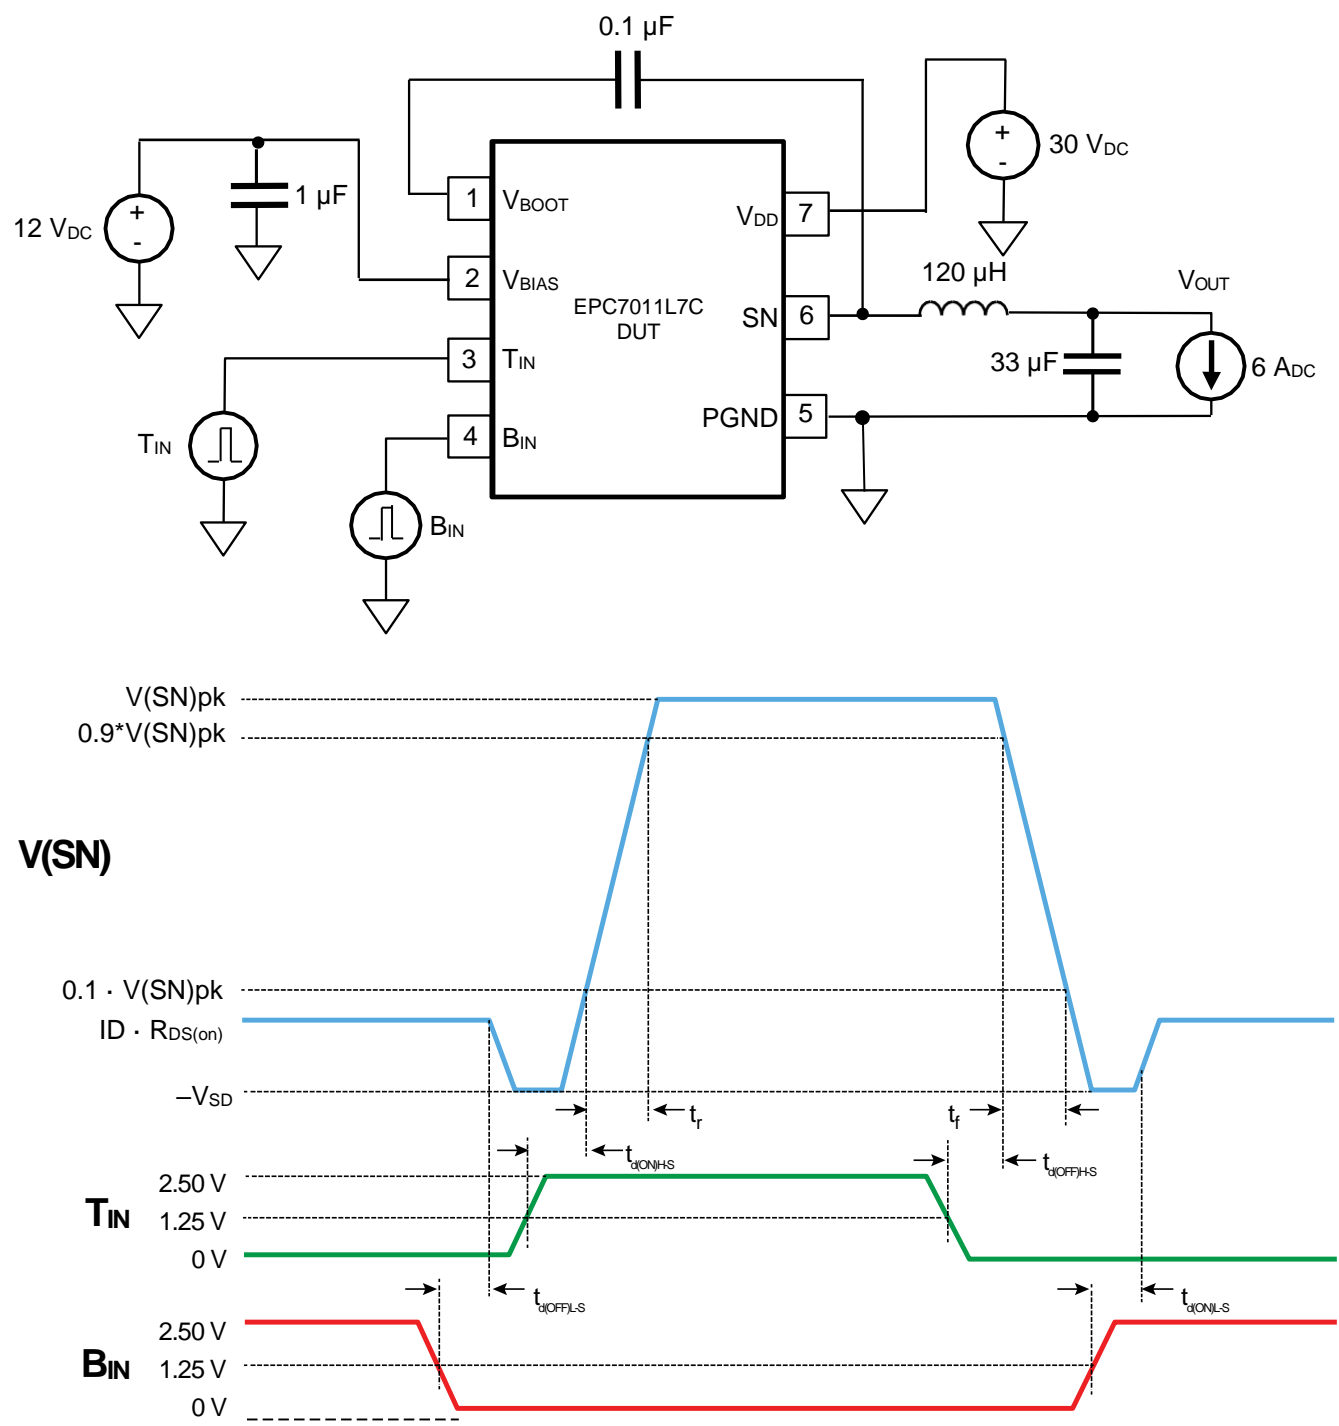 0.1 µF
+
-
30 VDC
1 VBOOT
VDD 7
1 µF
+
-
12 VDC
2 VBIAS
120 µH
VOUT
EPC7011L7C
DUT
SN 6
3 TIN
33 µF
6 ADC
PGND 5
4 BIN
TIN
BIN
V(SN)pk
0.9*V(SN)pk
V(SN)
0.1 · V(SN)pk
ID · RDS(on)
–VSD
tr
tf
td(ON)H-S
td(OFF)H-S
2.50 V
TIN
1.25 V
0 V
td(OFF)L-S
td(ON)L-S
2.50 V
BIN
1.25 V
0 V